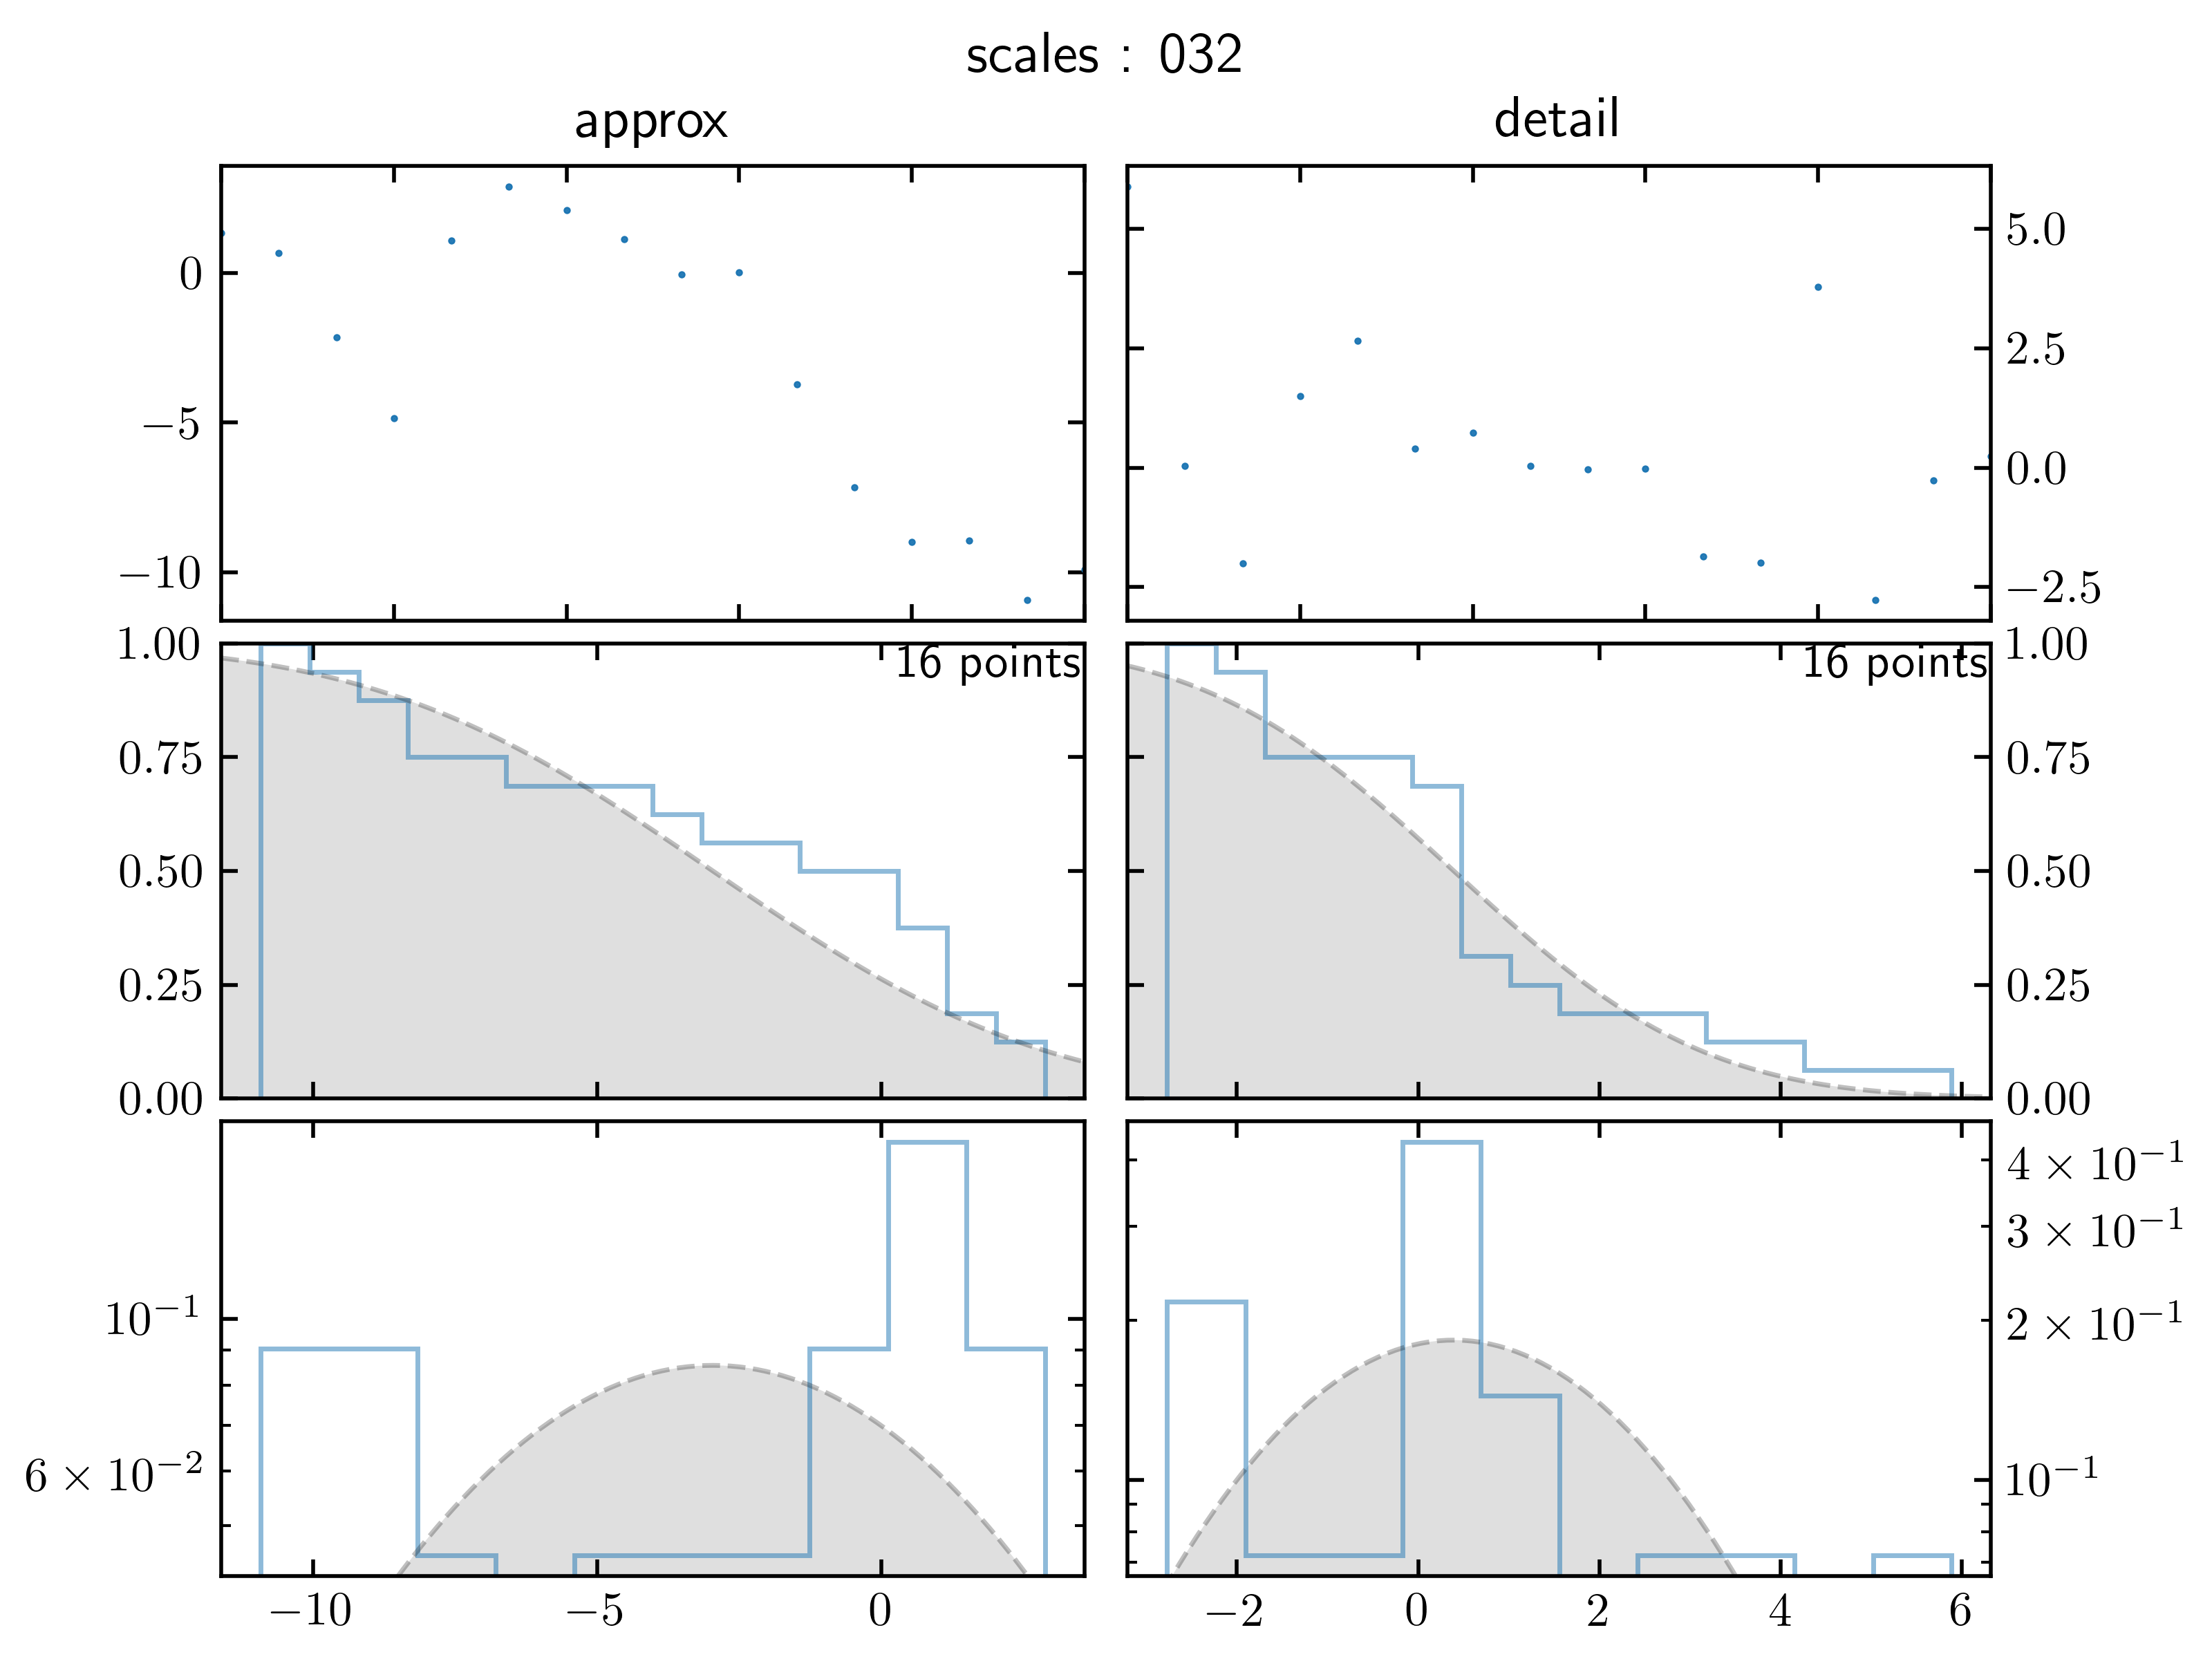 scales : 032
approx
detail
0
−5
−10
5.0
2.5
0.0
−2.5
1.00
0.75
0.50
0.25
0.00
16 points
16 points
1.00
0.75
0.50
0.25
0.00
10⁻¹
6 × 10⁻²
4 × 10⁻¹
3 × 10⁻¹
2 × 10⁻¹
10⁻¹
−10 −5 0
−2 0 2 4 6